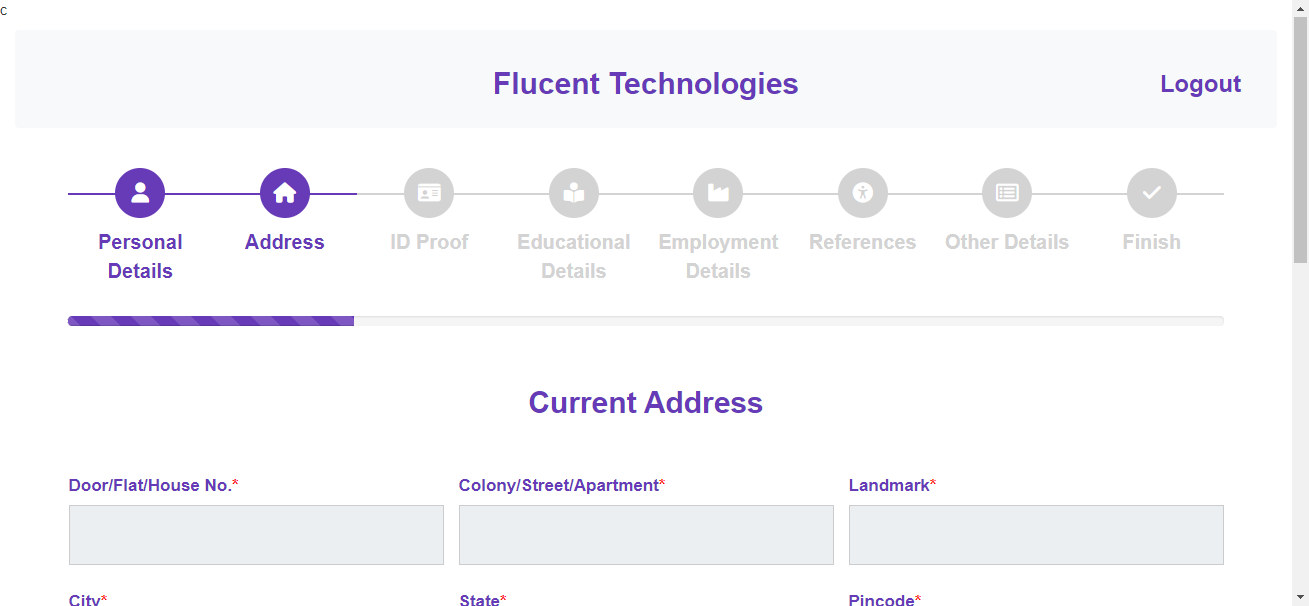 c
Flucent Technologies
Logout
Personal Details
Address
ID Proof
Educational Details
Employment Details
References
Other Details
Finish
Current Address
Door/Flat/House No.*
Colony/Street/Apartment*
Landmark*
City*
State*
Pincode*